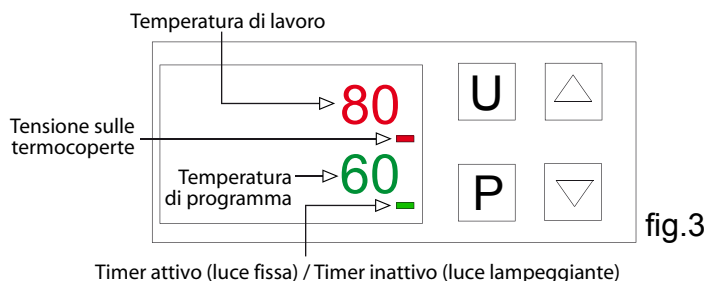 Temperatura di lavoro
80
U
Tensione sulle
termocoperte
Temperatura
di programma
60
P
fig.3
Timer attivo (luce fissa) / Timer inattivo (luce lampeggiante)